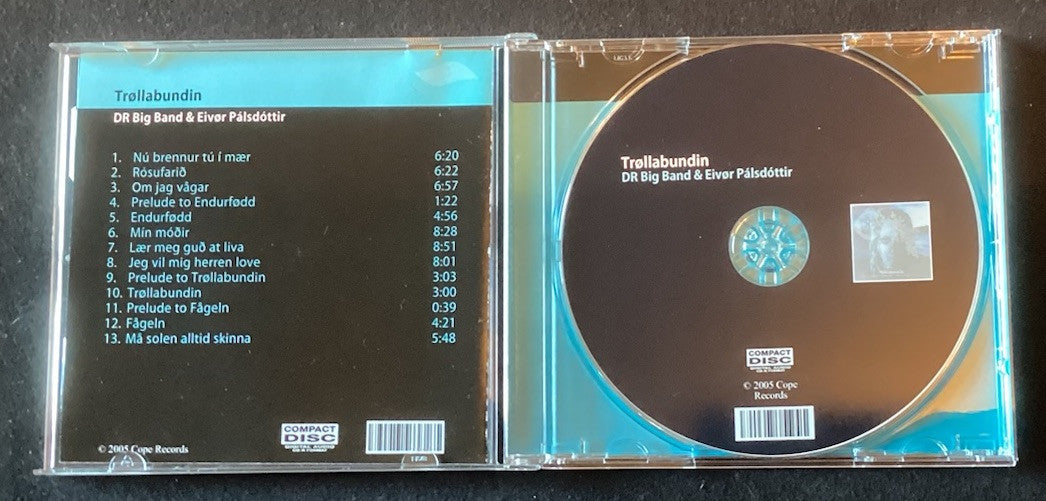 Trøllabundin
DR Big Band & Eivør Pálsdóttir
1. Nú brennur tú í mær 6:20
2. Rósufarið 6:22
3. Om jag vågar 6:57
4. Prelude to Endurfødd 1:22
5. Endurfødd 4:56
6. Mín móðir 8:28
7. Lær meg guð at liva 8:51
8. Jeg vil mig herren love 8:01
9. Prelude to Trøllabundin 3:03
10. Trøllabundin 3:00
11. Prelude to Fågeln 0:39
12. Fågeln 4:21
13. Må solen alltid skinna 5:48
© 2005 Cope Records
COMPACT
DISC
DIGITAL AUDIO
Trøllabundin
DR Big Band & Eivør Pálsdóttir
COMPACT
DISC
DIGITAL AUDIO
© 2005 Cope
Records